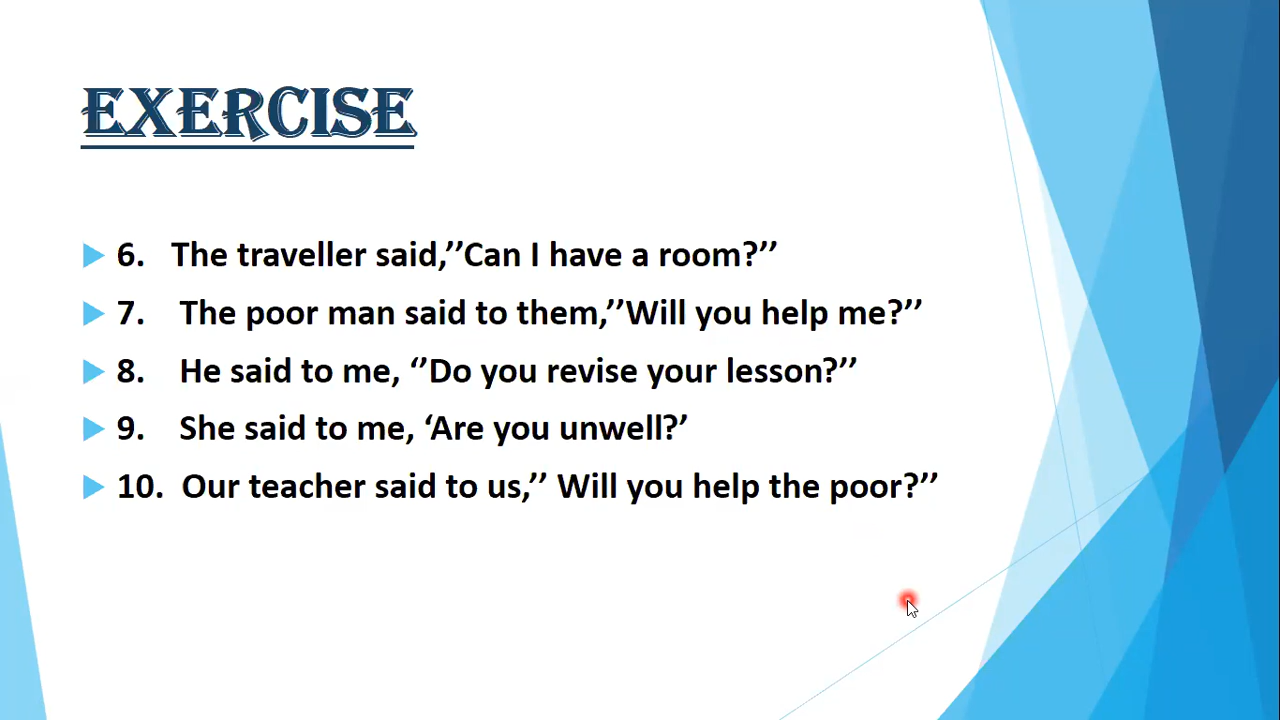 EXERCISE
6. The traveller said,’’Can I have a room?’’
7. The poor man said to them,’’Will you help me?’’
8. He said to me, ‘’Do you revise your lesson?’’
9. She said to me, ‘Are you unwell?’
10. Our teacher said to us,’’ Will you help the poor?’’